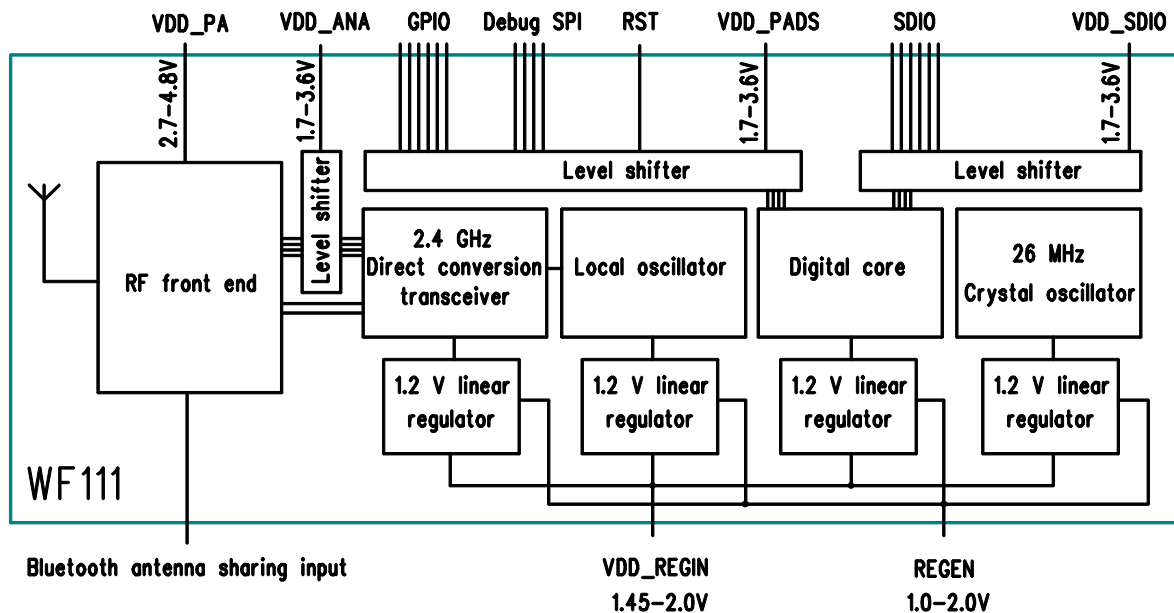 VDD_PA VDD_ANA GPIO Debug SPI RST VDD_PADS SDIO VDD_SDIO
2.7-4.8V
1.7-3.6V
1.7-3.6V
1.7-3.6V
Level shifter
Level shifter
Level shifter
RF front end
2.4 GHz
Direct conversion
transceiver
Local oscillator
Digital core
26 MHz
Crystal oscillator
1.2 V linear
regulator
1.2 V linear
regulator
1.2 V linear
regulator
1.2 V linear
regulator
WF111
Bluetooth antenna sharing input
VDD_REGIN
1.45-2.0V
REGEN
1.0-2.0V